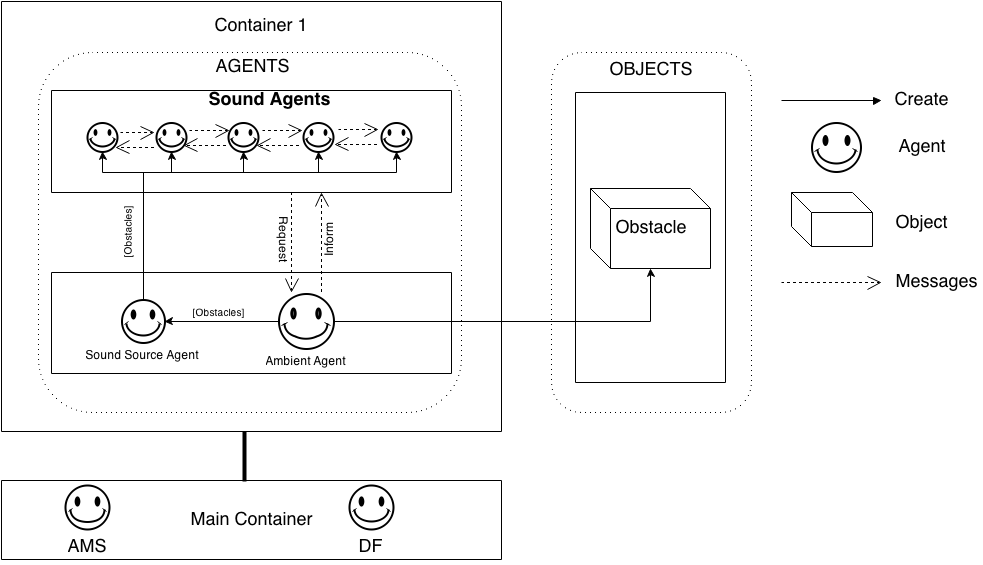 Container 1
AGENTS
Sound Agents
[Obstacles]
Request
Inform
[Obstacles]
Sound Source Agent
Ambient Agent
OBJECTS
Obstacle
Create
Agent
Object
Messages
Main Container
AMS
DF